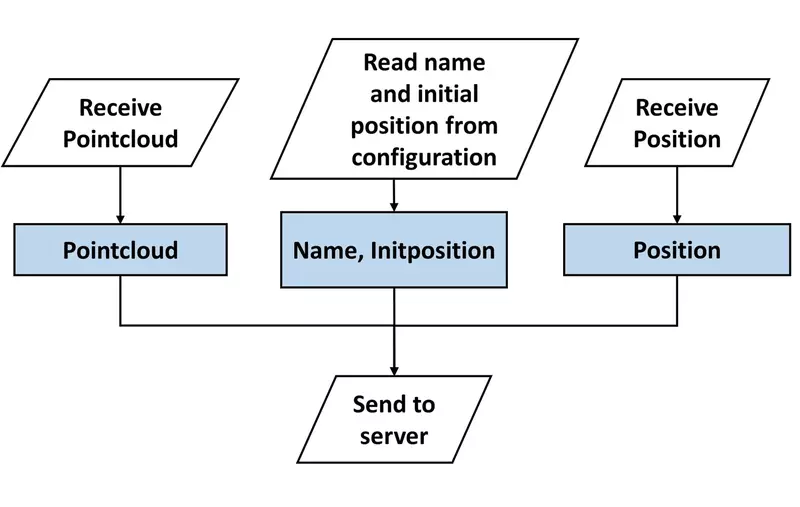 Receive
Pointcloud
Read name
and initial
position from
configuration
Receive
Position
Pointcloud
Name, Initposition
Position
Send to
server